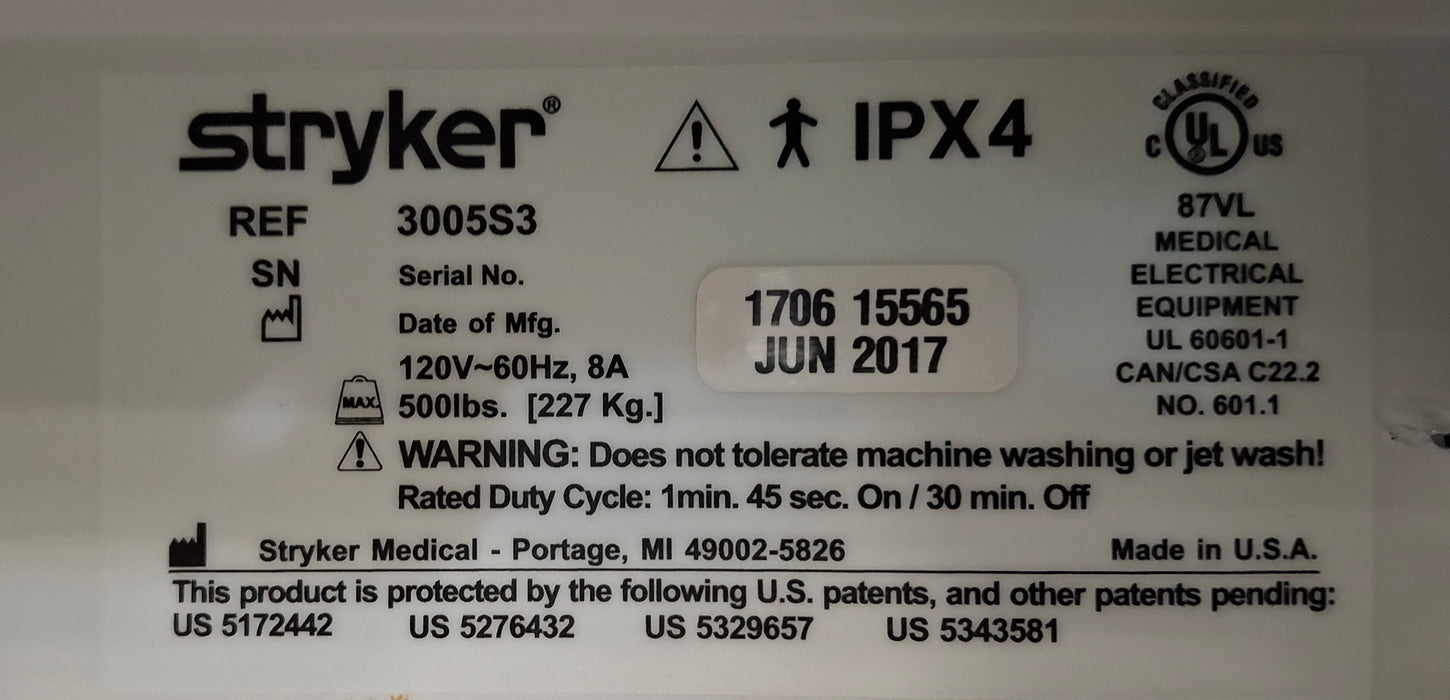 stryker®
IPX4
REF 3005S3
SN Serial No.
1706 15565
Date of Mfg.
JUN 2017
120V~60Hz, 8A
MAX. 500lbs. [227 Kg.]
CLASSIFIED
C UL US
®
87VL
MEDICAL
ELECTRICAL
EQUIPMENT
UL 60601-1
CAN/CSA C22.2
NO. 601.1
WARNING: Does not tolerate machine washing or jet wash!
Rated Duty Cycle: 1min. 45 sec. On / 30 min. Off
Stryker Medical - Portage, MI 49002-5826 Made in U.S.A.
This product is protected by the following U.S. patents, and other patents pending:
US 5172442 US 5276432 US 5329657 US 5343581